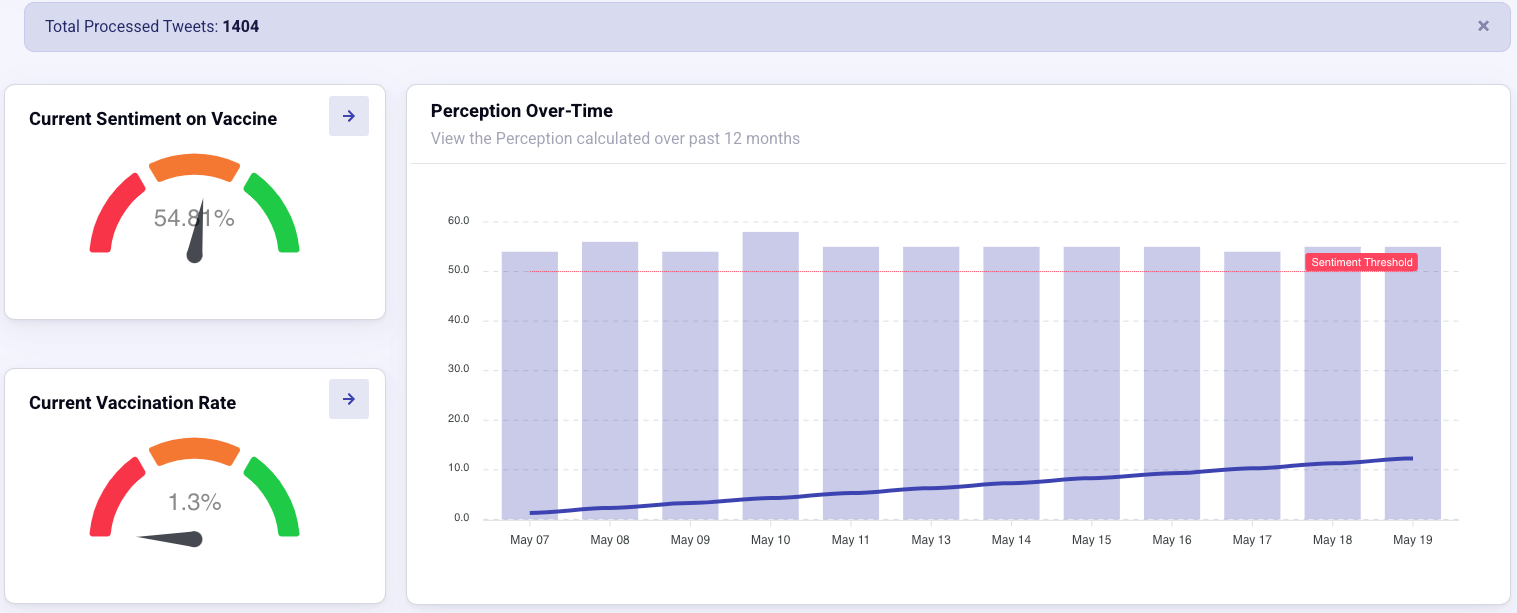 Total Processed Tweets: 1404 ×
Current Sentiment on Vaccine
54.81%
Current Vaccination Rate
1.3%
Perception Over-Time
View the Perception calculated over past 12 months
60.0
50.0
40.0
30.0
20.0
10.0
0.0
Sentiment Threshold
May 07 May 08 May 09 May 10 May 11 May 13 May 14 May 15 May 16 May 17 May 18 May 19